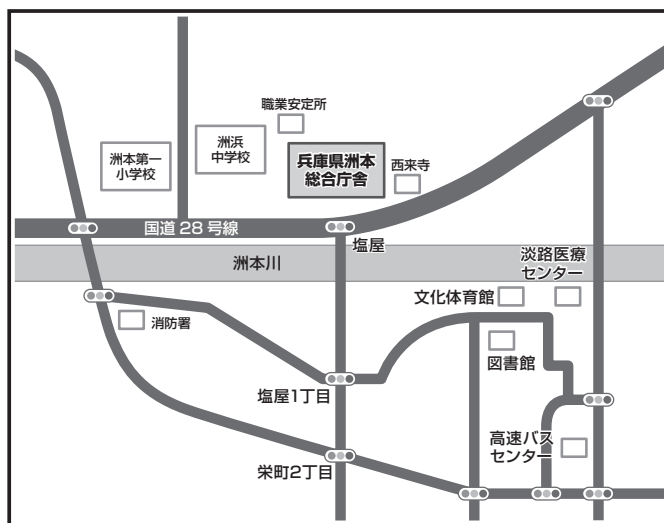 職業安定所
洲浜
中学校
洲本第一
小学校
兵庫県洲本
総合庁舎
西来寺
国道28号線
塩屋
洲本川
淡路医療
センター
文化体育館
消防署
図書館
塩屋1丁目
高速バス
センター
栄町2丁目